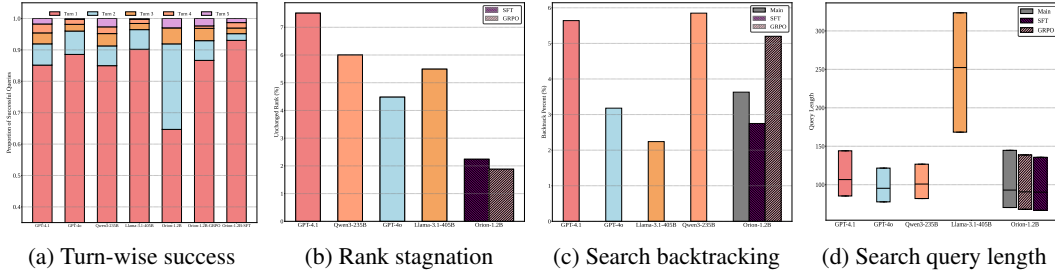 Turn 1 Turn 2 Turn 3 Turn 4 Turn 5
Proportion of Successful Queries
1.0
0.9
0.8
0.7
0.6
0.5
0.4
GPT-4.1 GPT-4o Qwen3-235B Llama-3.1-405B Orion-1.2B Orion-1.2B-GRPO Orion-1.2B-SFT
(a) Turn-wise success
SFT
GRPO
Unchanged Rank (%)
7
6
5
4
3
2
1
0
GPT-4.1 Qwen3-235B GPT-4o Llama-3.1-405B Orion-1.2B
(b) Rank stagnation
Main
SFT
GRPO
Backtrack Percent (%)
6
5
4
3
2
1
0
GPT-4.1 GPT-4o Llama-3.1-405B Qwen3-235B Orion-1.2B
(c) Search backtracking
Main
SFT
GRPO
Query Length
300
250
200
150
100
GPT-4.1 GPT-4o Qwen3-235B Llama-3.1-405B Orion-1.2B
(d) Search query length